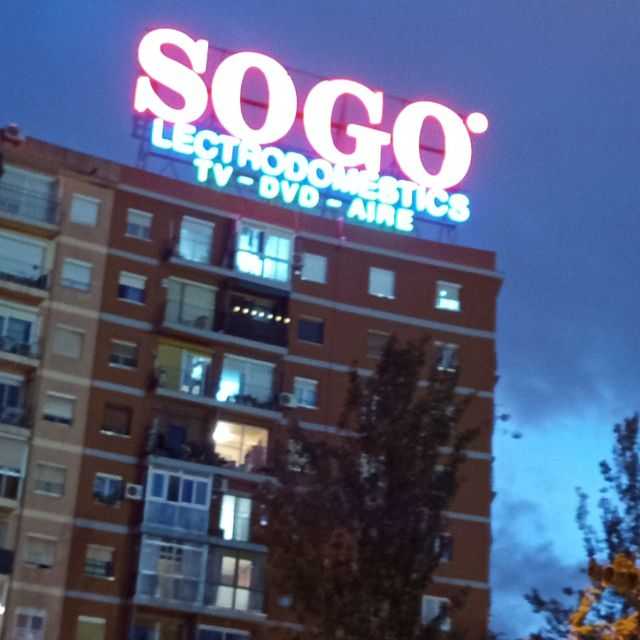 SOGO
LECTRODOMESTICS
TV - DVD - AIRE